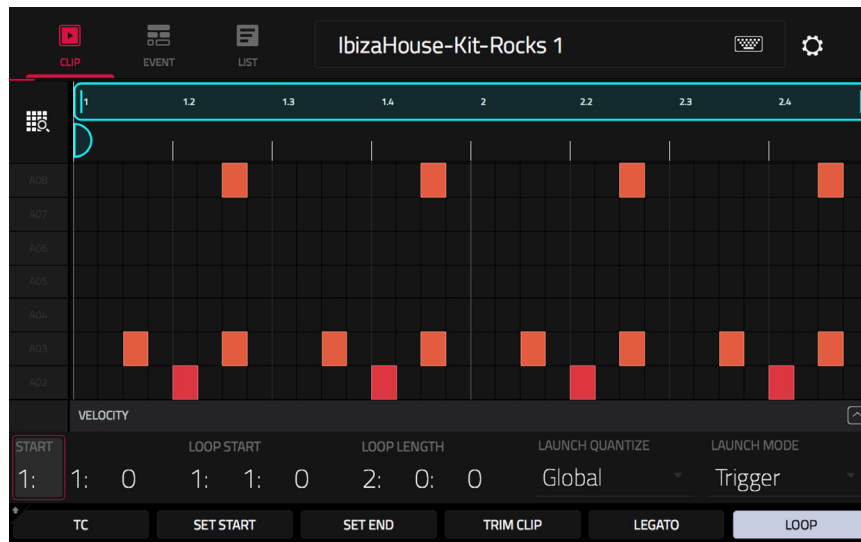 IbizaHouse-Kit-Rocks 1
CLIP EVENT LIST
1 1.2 1.3 1.4 2 2.2 2.3 2.4
A08
A07
A06
A05
A04
A03
A02
VELOCITY
START LOOP START LOOP LENGTH LAUNCH QUANTIZE LAUNCH MODE
1: 1: 0 1: 1: 0 2: 0: 0 Global Trigger
TC SET START SET END TRIM CLIP LEGATO LOOP